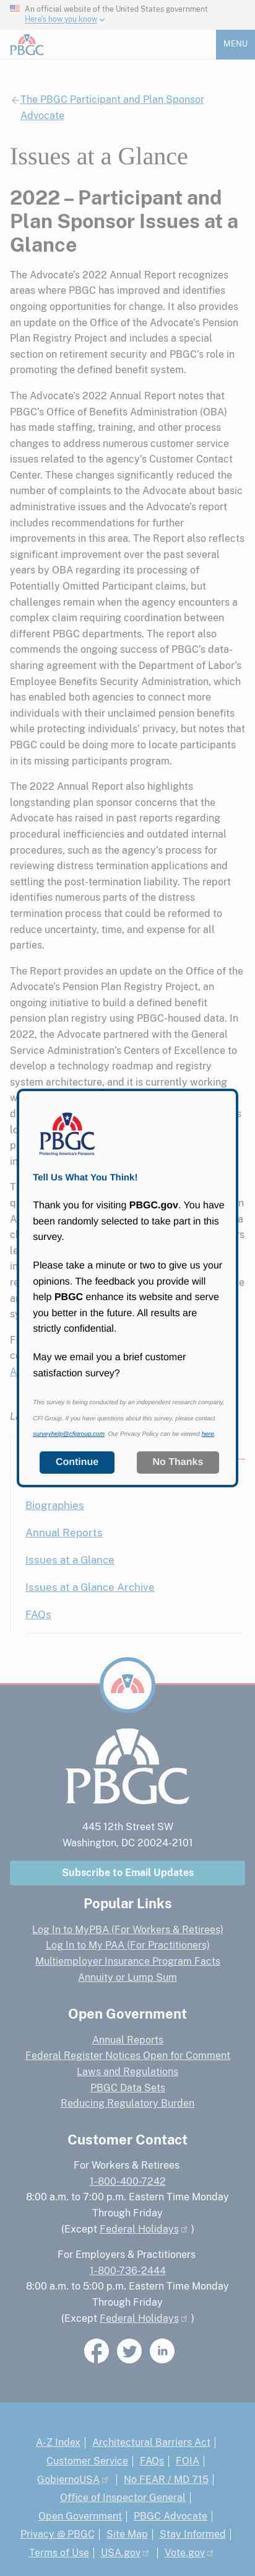 An official website of the United States government
Here's how you know
PBGC
MENU
The PBGC Participant and Plan Sponsor
Advocate
Issues at a Glance
2022 – Participant and
Plan Sponsor Issues at a
Glance
The Advocate's 2022 Annual Report recognizes
areas where PBGC has improved and identifies
ongoing opportunities for change. It also provides
an update on the Office of the Advocate's Pension
Plan Registry Project and includes a special
section on retirement security and PBGC's role in
promoting the defined benefit system.
The Advocate's 2022 Annual Report notes that
PBGC's Office of Benefits Administration (OBA)
has made staffing, training, and other process
changes to address numerous customer service
issues related to the agency's Customer Contact
Center. These changes significantly reduced the
number of complaints to the Advocate about related
administrative issues and the report includes
commendations for
improvements in this area. The Report also reflects
significant improvement over the past several
years by OBA regarding its processing of
Potentially Omitted Participant claims, but
challenges remain when the agency encounters a
complex claim requiring coordination between
different PBGC departments. The report also
commends the ongoing success of PBGC's data-
sharing agreement with the Department of Labor's
Employee Benefits Security Administration, which
has enabled both agencies to connect more
individuals with their unclaimed pension benefits
while protecting individuals' privacy, but notes that
PBGC could be doing more to locate participants
in its missing participants program.
The 2022 Annual Report also highlights
longstanding plan sponsor concerns that the
Advocate has raised in past reports regarding
procedural inefficiencies and outdated internal
procedures, such as the agency's process for
reviewing distress termination applications and
settling the post-termination liability. The report
identifies numerous parts of the distress
termination process that could be reformed to
reduce unnecessary time and expense for all
parties.
The Report provides an update on the Office of the
Advocate's Pension Plan Registry Project, an
ongoing initiative to build a defined benefit
pension plan registry using PBGC-housed data. In
2022, the Advocate partnered with the General
Service Administration's Centers of Excellence to
develop a technology roadmap and registry
system architecture, and it is currently working
PBGC
Protecting America's Pensions
Tell Us What You Think!
Thank you for visiting PBGC.gov. You have
been randomly selected to take part in this
survey.
Please take a minute or two to give us your
opinions. The feedback you provide will
help PBGC enhance its website and serve
you better in the future. All results are
strictly confidential.
May we email you a brief customer
satisfaction survey?
This survey is being conducted by an independent research company,
CFI Group. If you have questions about this survey, please contact
surveyhelp@cfigroup.com. Our Privacy Policy can be viewed here.
Continue
No Thanks
Biographies
Annual Reports
Issues at a Glance
Issues at a Glance Archive
FAQs
PBGC
445 12th Street SW
Washington, DC 20024-2101
Subscribe to Email Updates
Popular Links
Log In to MyPBA (For Workers & Retirees)
Log In to My PAA (For Practitioners)
Multiemployer Insurance Program Facts
Annuity or Lump Sum
Open Government
Annual Reports
Federal Register Notices Open for Comment
Laws and Regulations
PBGC Data Sets
Reducing Regulatory Burden
Customer Contact
For Workers & Retirees
1-800-400-7242
8:00 a.m. to 7:00 p.m. Eastern Time Monday
Through Friday
(Except Federal Holidays )
For Employers & Practitioners
1-800-736-2444
8:00 a.m. to 5:00 p.m. Eastern Time Monday
Through Friday
(Except Federal Holidays )
A-Z Index | Architectural Barriers Act |
Customer Service | FAQs | FOIA |
GobiernoUSA | No FEAR / MD 715 |
Office of Inspector General |
Open Government | PBGC Advocate |
Privacy @ PBGC | Site Map | Stay Informed |
Terms of Use | USA.gov | Vote.gov